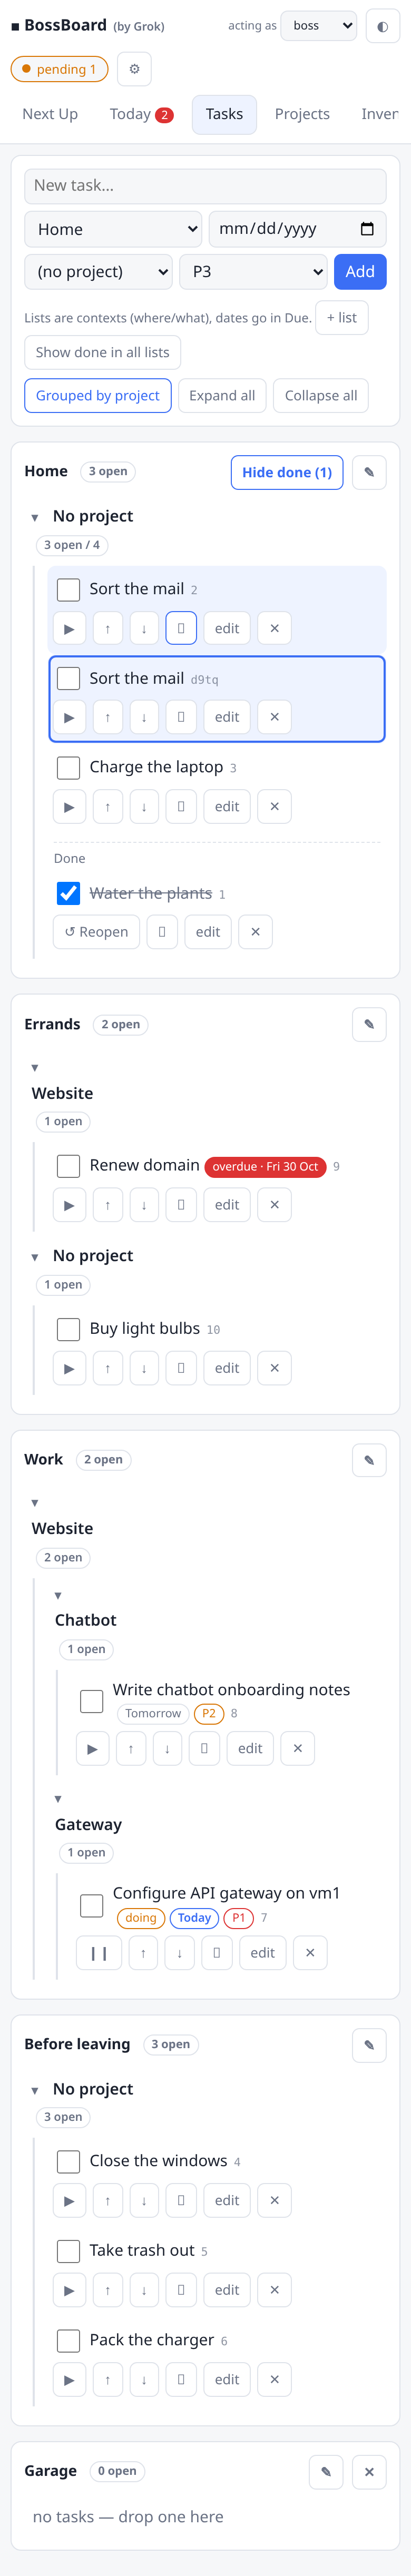 BossBoard (by Grok) acting as boss
pending 1
Next Up Today 2 Tasks Projects Inver
New task...
Home mm/dd/yyyy
(no project) P3 Add
Lists are contexts (where/what), dates go in Due. + list
Show done in all lists
Grouped by project Expand all Collapse all
Home 3 open Hide done (1) ✎
▾ No project
3 open / 4
Sort the mail 2
▶ ↑ ↓ edit ✕
Sort the mail d9tq
▶ ↑ ↓ edit ✕
Charge the laptop 3
▶ ↑ ↓ edit ✕
Done
Water the plants 1
↺ Reopen edit ✕
Errands 2 open ✎
▾
Website
1 open
Renew domain overdue · Fri 30 Oct 9
▶ ↑ ↓ edit ✕
▾ No project
1 open
Buy light bulbs 10
▶ ↑ ↓ edit ✕
Work 2 open ✎
▾
Website
2 open
▾
Chatbot
1 open
Write chatbot onboarding notes
Tomorrow P2 8
▶ ↑ ↓ edit ✕
▾
Gateway
1 open
Configure API gateway on vm1
doing Today P1 7
❙❙ ↑ ↓ edit ✕
Before leaving 3 open ✎
▾ No project
3 open
Close the windows 4
▶ ↑ ↓ edit ✕
Take trash out 5
▶ ↑ ↓ edit ✕
Pack the charger 6
▶ ↑ ↓ edit ✕
Garage 0 open ✎ ✕
no tasks — drop one here